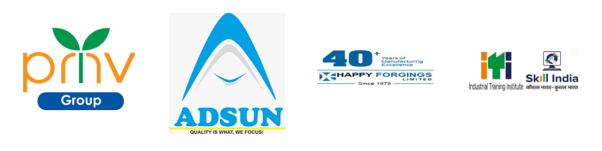 pmv
Group
ADSUN
QUALITY IS WHAT, WE FOCUS!
40+ Years of
Manufacturing
Excellence
HAPPY FORGINGS
LIMITED
Since 1979
iti
Industrial Training Institute
Skill India
कौशल भारत - कुशल भारत